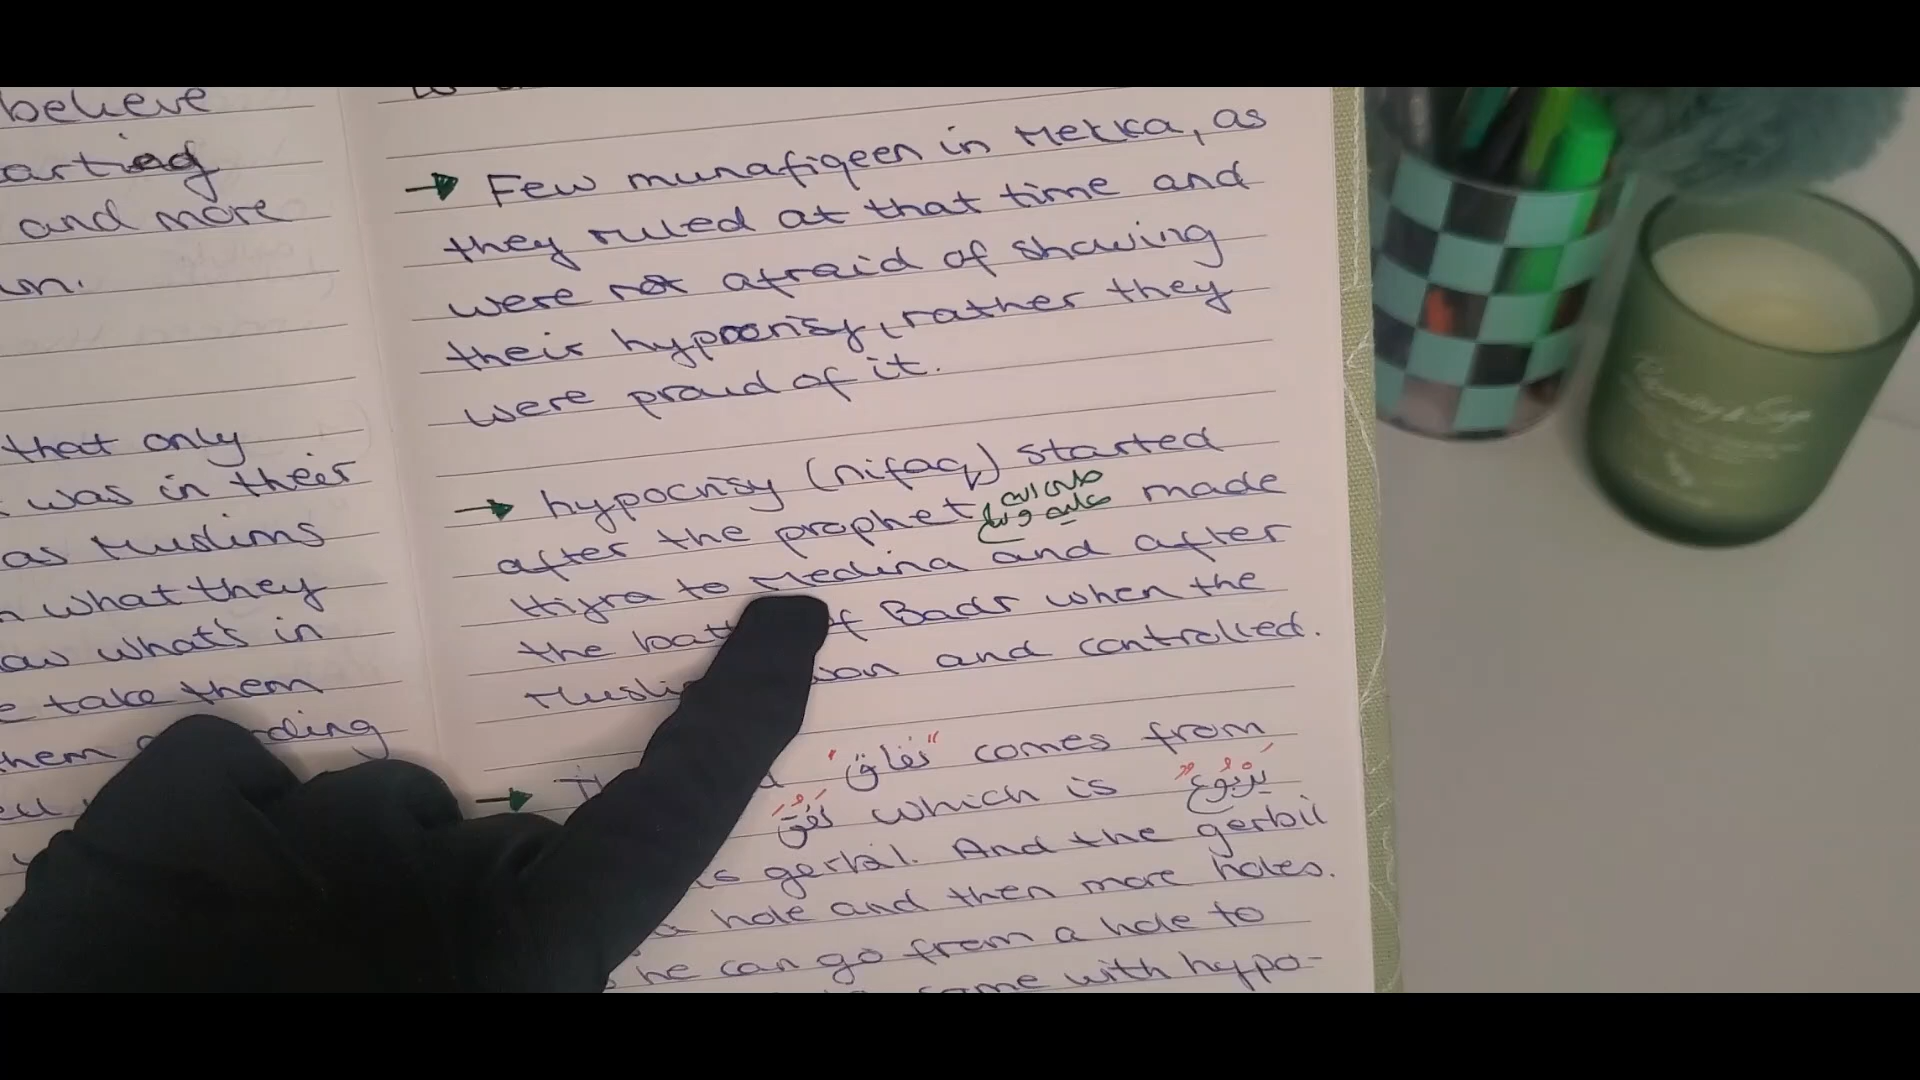 believe
and more
that only
was in their
as Muslims
what they
what's in
take them
them
Few munafiqeen in Mekka, as
they ruled at that time and
were not afraid of showing
their hypocrisy, rather they
were proud of it.
→ hypocrisy (nifaq) started
after the prophet صلى الله عليه وسلم made
Hijra to Medina and after
the of Badr when the
won and controlled.
"نفاق" comes from
نفق which is "يربوع"
gerbil. And the gerbil
a hole and then more holes.
he can go from a hole to
with hypo-